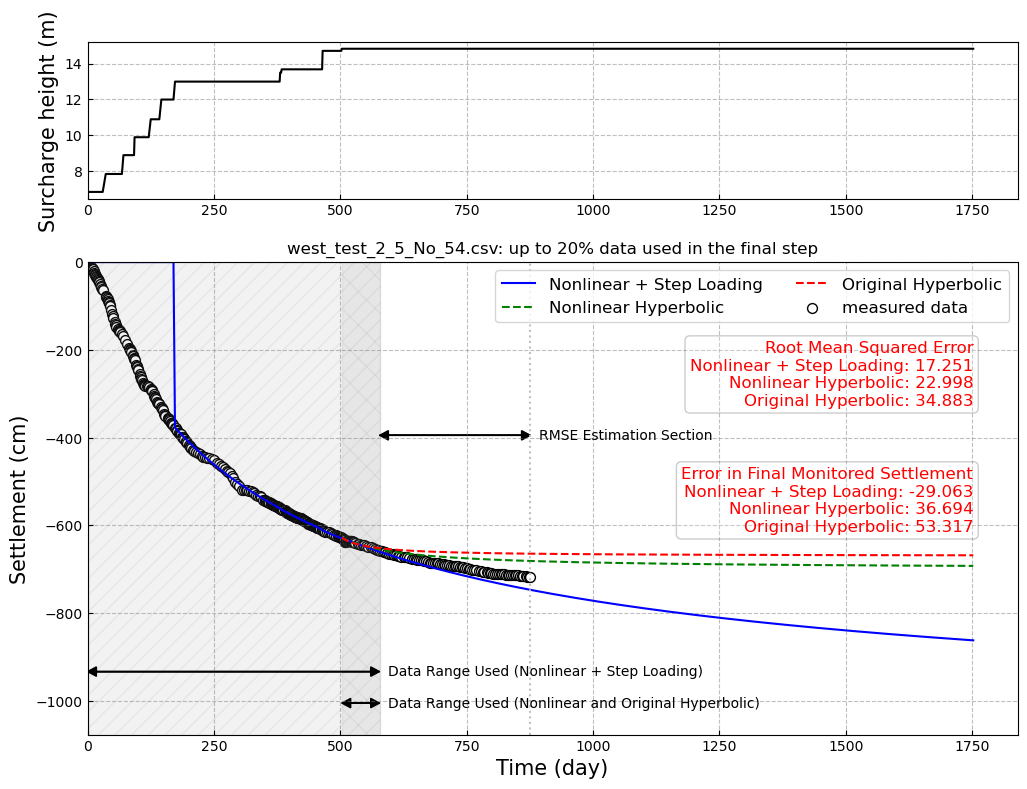 Surcharge height (m)
14
12
10
8
0 250 500 750 1000 1250 1500 1750
west_test_2_5_No_54.csv: up to 20% data used in the final step
Settlement (cm)
0
−200
−400
−600
−800
−1000
Nonlinear + Step Loading
Nonlinear Hyperbolic
Original Hyperbolic
measured data
Root Mean Squared Error
Nonlinear + Step Loading: 17.251
Nonlinear Hyperbolic: 22.998
Original Hyperbolic: 34.883
RMSE Estimation Section
Error in Final Monitored Settlement
Nonlinear + Step Loading: -29.063
Nonlinear Hyperbolic: 36.694
Original Hyperbolic: 53.317
Data Range Used (Nonlinear + Step Loading)
Data Range Used (Nonlinear and Original Hyperbolic)
0 250 500 750 1000 1250 1500 1750
Time (day)